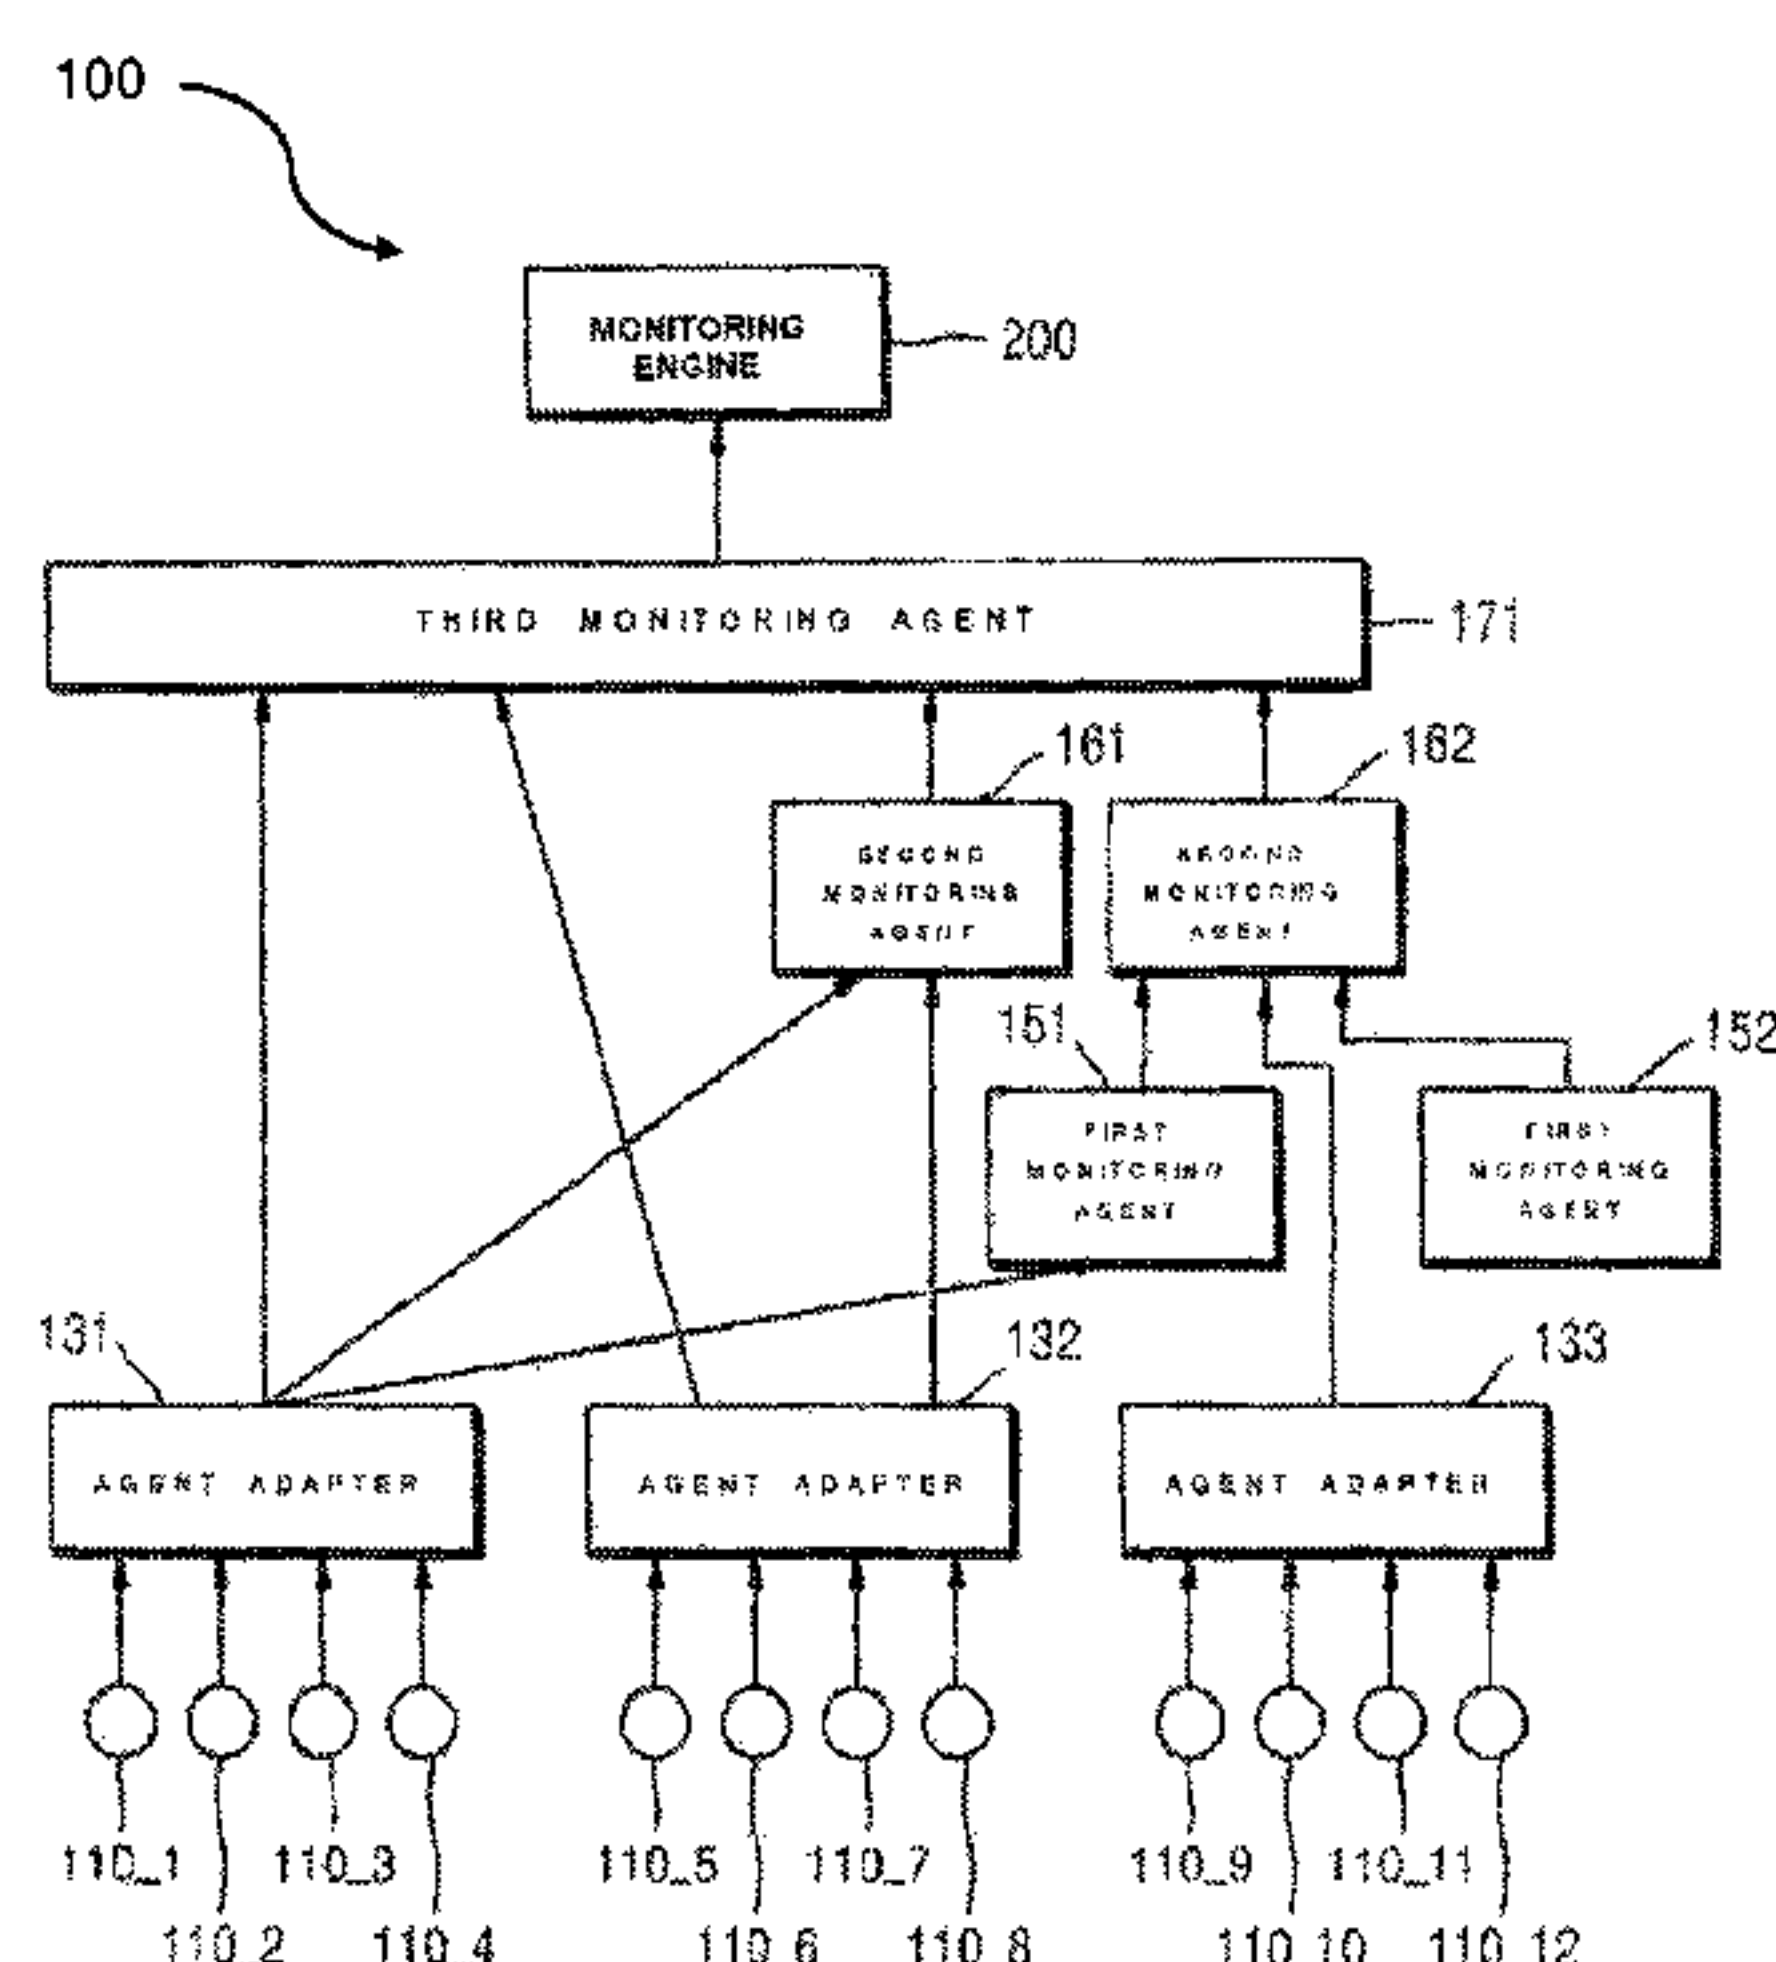 100
MONITORING
ENGINE
200
THIRD MONITORING AGENT
171
161
162
SECOND
MONITORING
AGENT
SECOND
MONITORING
AGENT
151
152
FIRST
MONITORING
AGENT
FIRST
MONITORING
AGENT
131
132
133
AGENT ADAPTER
AGENT ADAPTER
AGENT ADAPTER
110_1
110_3
110_5
110_7
110_9
110_11
110_2
110_4
110_6
110_8
110_10
110_12